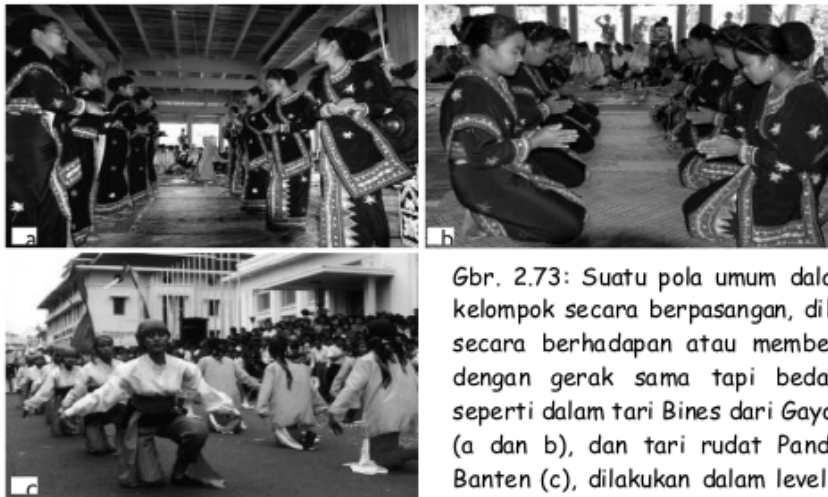 a
b
c
Gbr. 2.73: Suatu pola umum dala
kelompok secara berpasangan, dil
secara berhadapan atau membe
dengan gerak sama tapi beda
seperti dalam tari Bines dari Gayo
(a dan b), dan tari rudat Pand
Banten (c), dilakukan dalam level